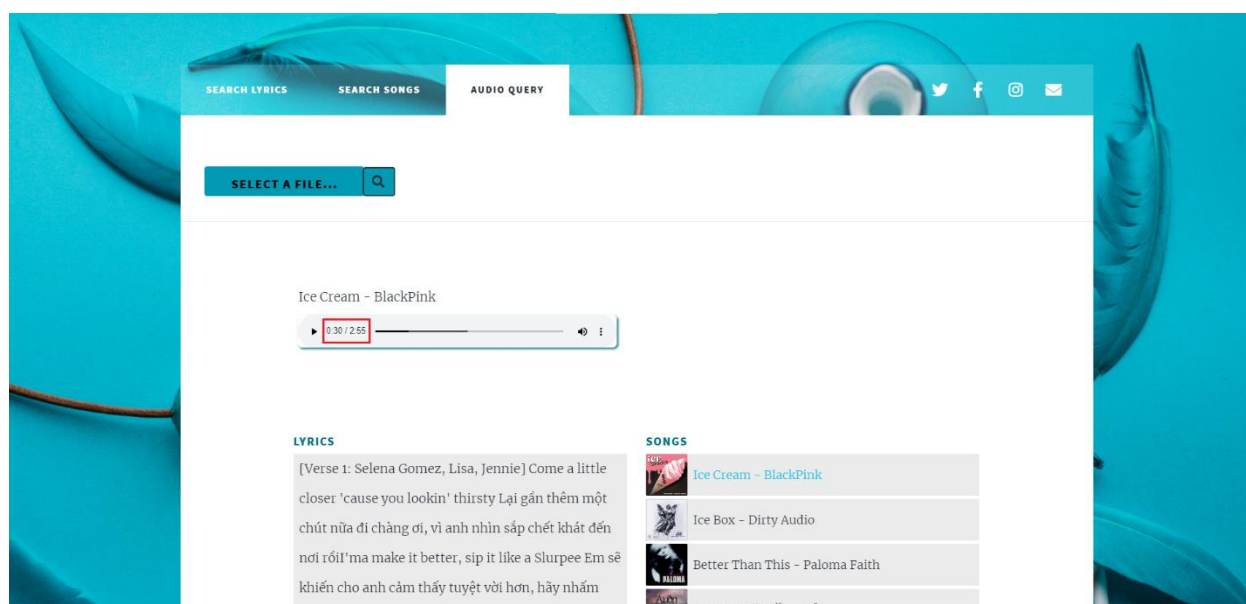 SEARCH LYRICS
SEARCH SONGS
AUDIO QUERY
SELECT A FILE...
Ice Cream - BlackPink
0:30 / 2:55
LYRICS
[Verse 1: Selena Gomez, Lisa, Jennie] Come a little
closer 'cause you lookin' thirsty Lại gần thêm một
chút nữa đi chàng ơi, vì anh nhìn sắp chết khát đến
nơi rồiI'ma make it better, sip it like a Slurpee Em sẽ
khiến cho anh cảm thấy tuyệt vời hơn, hãy nhấm
SONGS
Ice Cream - BlackPink
Ice Box - Dirty Audio
PALOMA
Better Than This - Paloma Faith